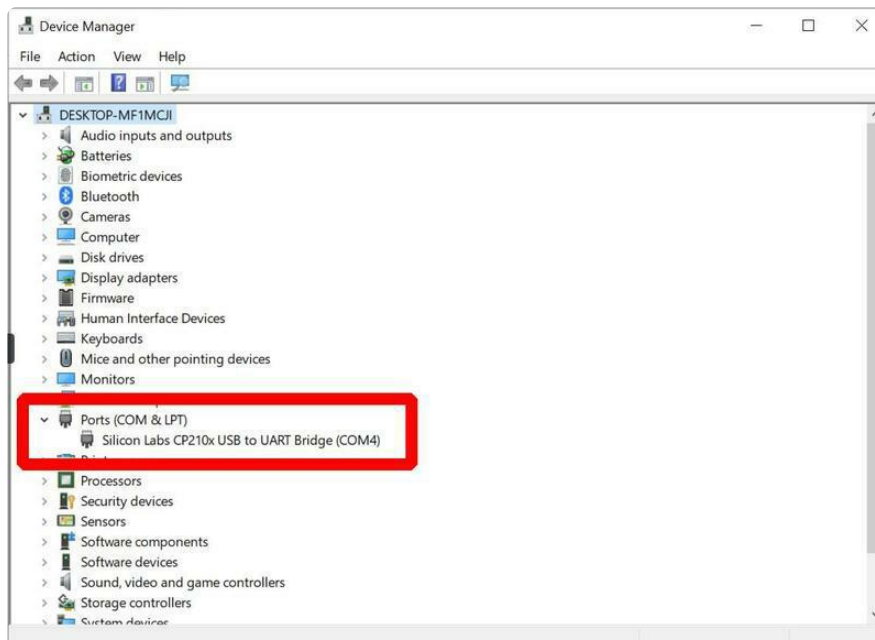 Device Manager
File Action View Help
DESKTOP-MF1MCJI
Audio inputs and outputs
Batteries
Biometric devices
Bluetooth
Cameras
Computer
Disk drives
Display adapters
Firmware
Human Interface Devices
Keyboards
Mice and other pointing devices
Monitors
Ports (COM & LPT)
Silicon Labs CP210x USB to UART Bridge (COM4)
Processors
Security devices
Sensors
Software components
Software devices
Sound, video and game controllers
Storage controllers
System devices